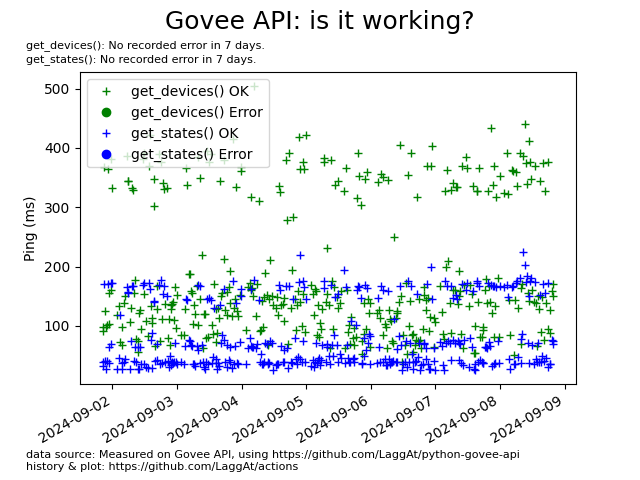 Govee API: is it working?
get_devices(): No recorded error in 7 days.
get_states(): No recorded error in 7 days.
500
400
300
200
100
Ping (ms)
get_devices() OK
get_devices() Error
get_states() OK
get_states() Error
2024-09-02
2024-09-03
2024-09-04
2024-09-05
2024-09-06
2024-09-07
2024-09-08
2024-09-09
data source: Measured on Govee API, using https://github.com/LaggAt/python-govee-api
history & plot: https://github.com/LaggAt/actions